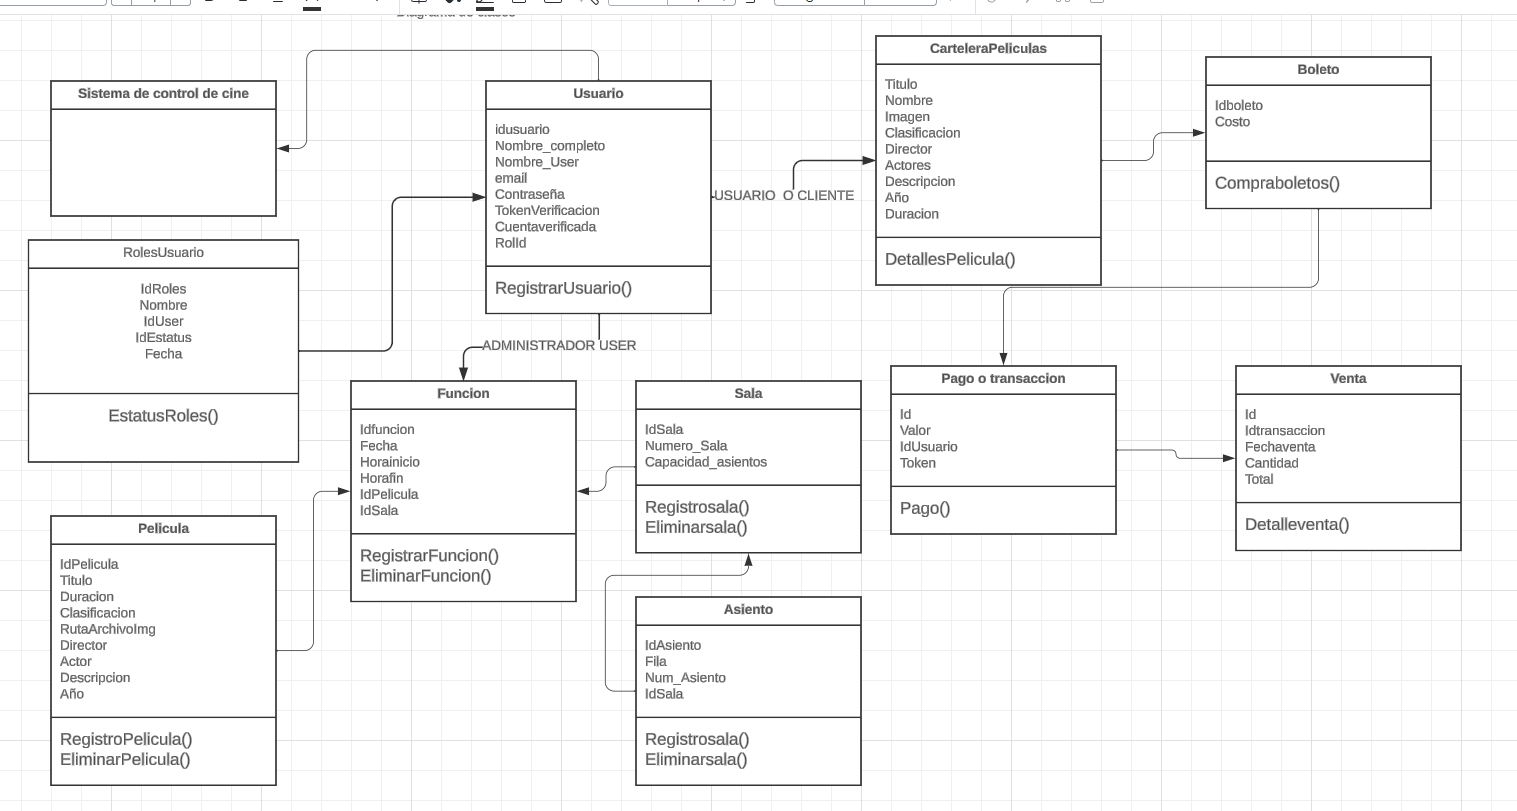 Diagrama de clases
Sistema de control de cine
Usuario
idusuario
Nombre_completo
Nombre_User
email
Contraseña
TokenVerificacion
Cuentaverificada
RolId
RegistrarUsuario()
USUARIO O CLIENTE
ADMINISTRADOR USER
CarteleraPeliculas
Titulo
Nombre
Imagen
Clasificacion
Director
Actores
Descripcion
Año
Duracion
DetallesPelicula()
Boleto
Idboleto
Costo
Compraboletos()
RolesUsuario
IdRoles
Nombre
IdUser
IdEstatus
Fecha
EstatusRoles()
Funcion
Idfuncion
Fecha
Horainicio
Horafin
IdPelicula
IdSala
RegistrarFuncion()
EliminarFuncion()
Sala
IdSala
Numero_Sala
Capacidad_asientos
Registrosala()
Eliminarsala()
Pago o transaccion
Id
Valor
IdUsuario
Token
Pago()
Venta
Id
Idtransaccion
Fechaventa
Cantidad
Total
Detalleventa()
Pelicula
IdPelicula
Titulo
Duracion
Clasificacion
RutaArchivoImg
Director
Actor
Descripcion
Año
RegistroPelicula()
EliminarPelicula()
Asiento
IdAsiento
Fila
Num_Asiento
IdSala
Registrosala()
Eliminarsala()